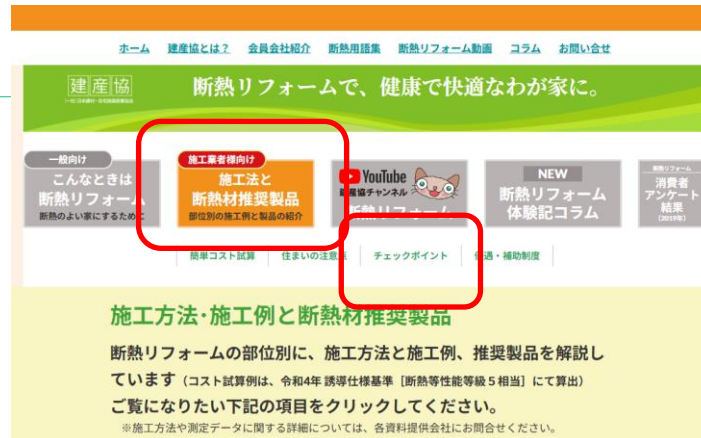 ホーム 建産協とは？ 会員会社紹介 断熱用語集 断熱リフォーム動画 コラム お問い合せ
建産協
断熱リフォームで、健康で快適なわが家に。
一般向け
こんなときは
断熱リフォーム
断熱のよい家にするために
施工業者様向け
施工法と
断熱材推奨製品
部位別の施工例と製品の紹介
YouTube
建産協チャンネル
断熱リフォーム
NEW
断熱リフォーム
体験記コラム
断熱リフォーム
消費者
アンケート
結果
(2019年)
簡単コスト試算 住まいの注意点 チェックポイント 優遇・補助制度
施工方法・施工例と断熱材推奨製品
断熱リフォームの部位別に、施工方法と施工例、推奨製品を解説し
ています（コスト試算例は、令和4年 誘導仕様基準［断熱等性能等級５相当］にて算出）
ご覧になりたい下記の項目をクリックしてください。
※施工方法や測定データに関する詳細については、各資料提供会社にお問合せください。